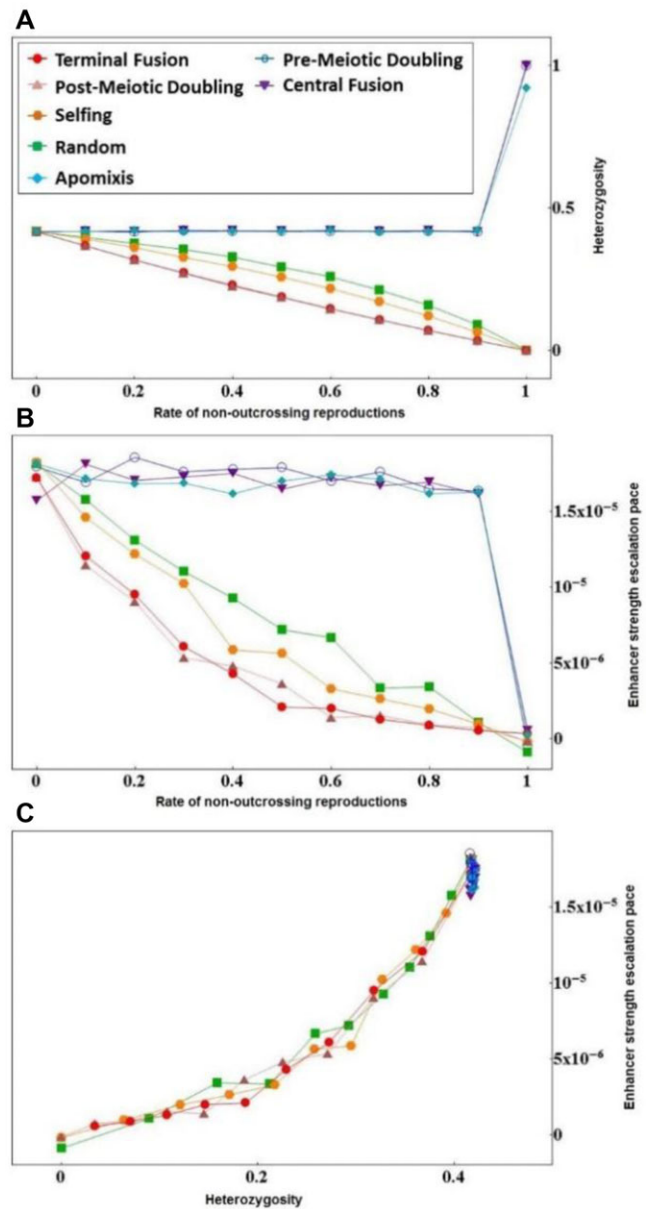 A
Terminal Fusion
Pre-Meiotic Doubling
Post-Meiotic Doubling
Central Fusion
Selfing
Random
Apomixis
1
0.5
0
Heterozygosity
0 0.2 0.4 0.6 0.8 1
Rate of non-outcrossing reproductions
B
1.5x10⁻⁵
10⁻⁵
5x10⁻⁶
0
Enhancer strength escalation pace
0 0.2 0.4 0.6 0.8 1
Rate of non-outcrossing reproductions
C
1.5x10⁻⁵
10⁻⁵
5x10⁻⁶
0
Enhancer strength escalation pace
0 0.2 0.4
Heterozygosity